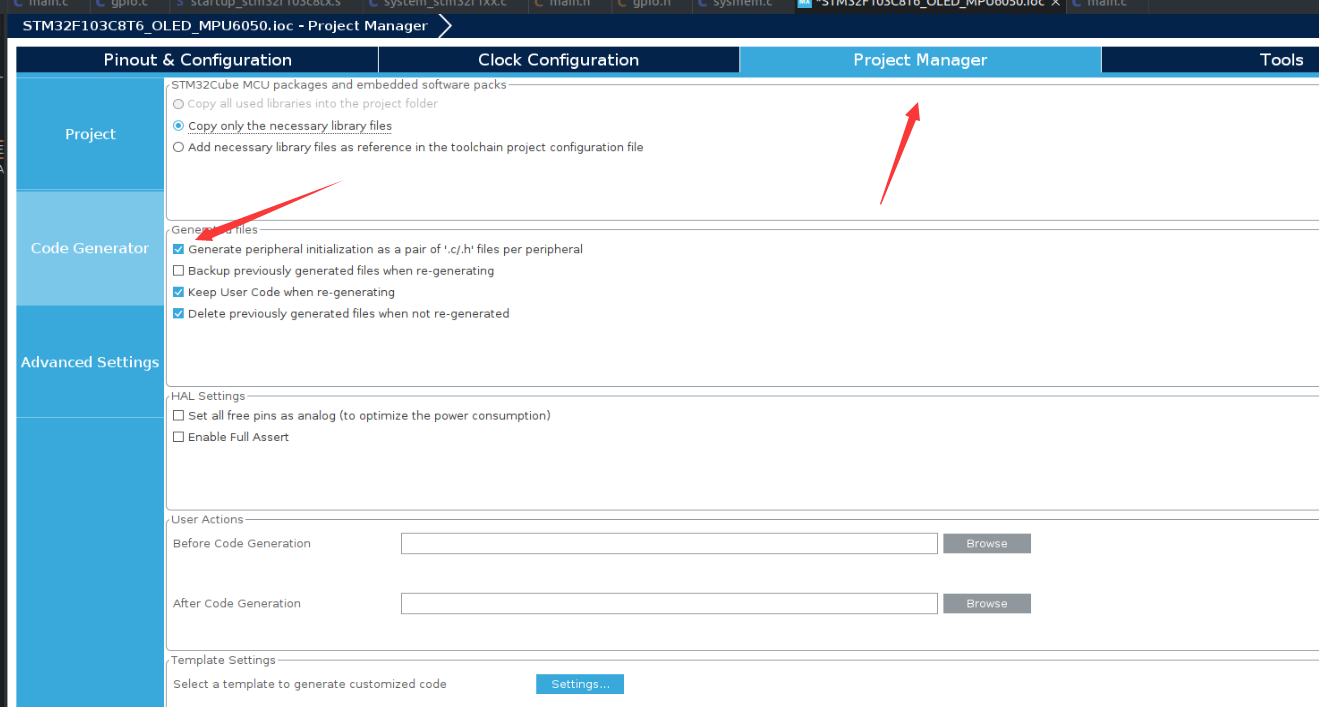 main.c gpio.c startup_stm32f103c8tx.s system_stm32f1xx.c main.h gpio.h sysmem.c MX *STM32F103C8T6_OLED_MPU6050.ioc main.c
STM32F103C8T6_OLED_MPU6050.ioc - Project Manager
Pinout & Configuration Clock Configuration Project Manager Tools
STM32Cube MCU packages and embedded software packs
Copy all used libraries into the project folder
Copy only the necessary library files
Add necessary library files as reference in the toolchain project configuration file
Project
Generated files
Generate peripheral initialization as a pair of '.c/.h' files per peripheral
Backup previously generated files when re-generating
Keep User Code when re-generating
Delete previously generated files when not re-generated
Code Generator
Advanced Settings
HAL Settings
Set all free pins as analog (to optimize the power consumption)
Enable Full Assert
User Actions
Before Code Generation Browse
After Code Generation Browse
Template Settings
Select a template to generate customized code Settings...